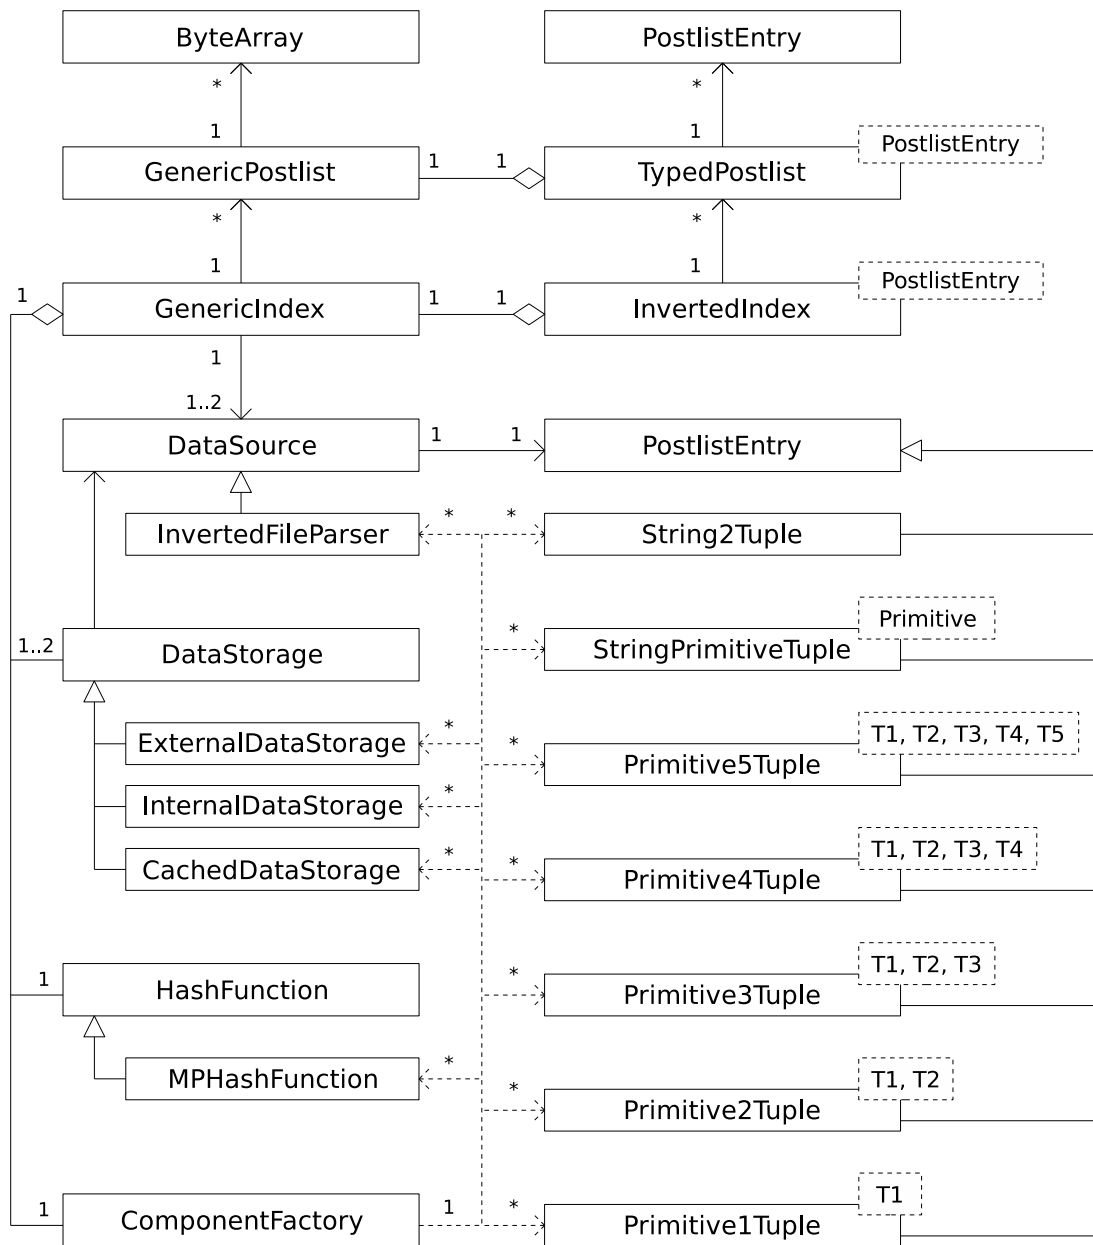 ByteArray
PostlistEntry
*
*
1
1
PostlistEntry
GenericPostlist
1
1
TypedPostlist
*
*
1
1
PostlistEntry
1
GenericIndex
1
1
InvertedIndex
1
1..2
DataSource
1
1
PostlistEntry
InvertedFileParser
*
*
String2Tuple
Primitive
1..2
DataStorage
*
StringPrimitiveTuple
T1, T2, T3, T4, T5
ExternalDataStorage
*
*
Primitive5Tuple
InternalDataStorage
*
T1, T2, T3, T4
CachedDataStorage
*
*
Primitive4Tuple
T1, T2, T3
1
HashFunction
*
Primitive3Tuple
MPHashFunction
*
T1, T2
*
Primitive2Tuple
T1
1
ComponentFactory
1
*
Primitive1Tuple